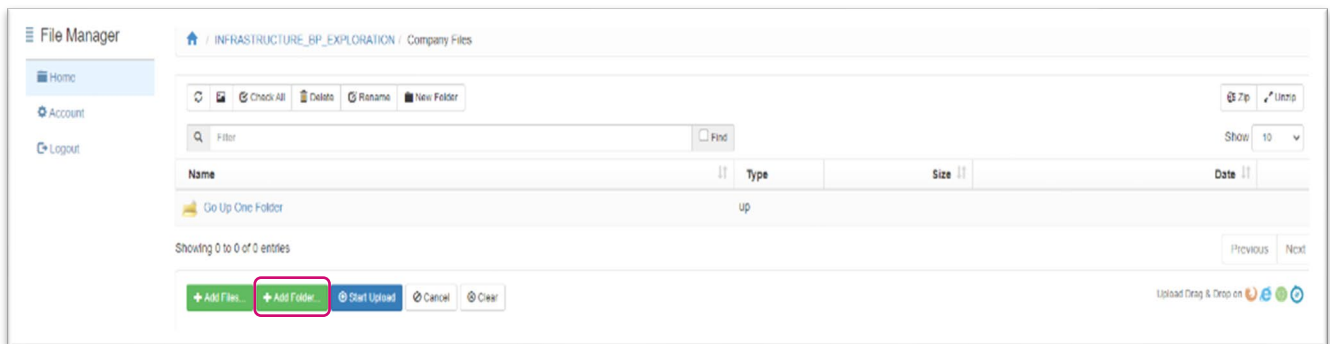 File Manager
/ INFRASTRUCTURE_BP_EXPLORATION / Company Files
Home
Account
Logout
Check All Delete Rename New Folder Zip Unzip
Filter Find Show 10
Name Type Size Date
Go Up One Folder up
Showing 0 to 0 of 0 entries
Previous Next
Add Files... Add Folder... Start Upload Cancel Clear
Upload Drag & Drop on